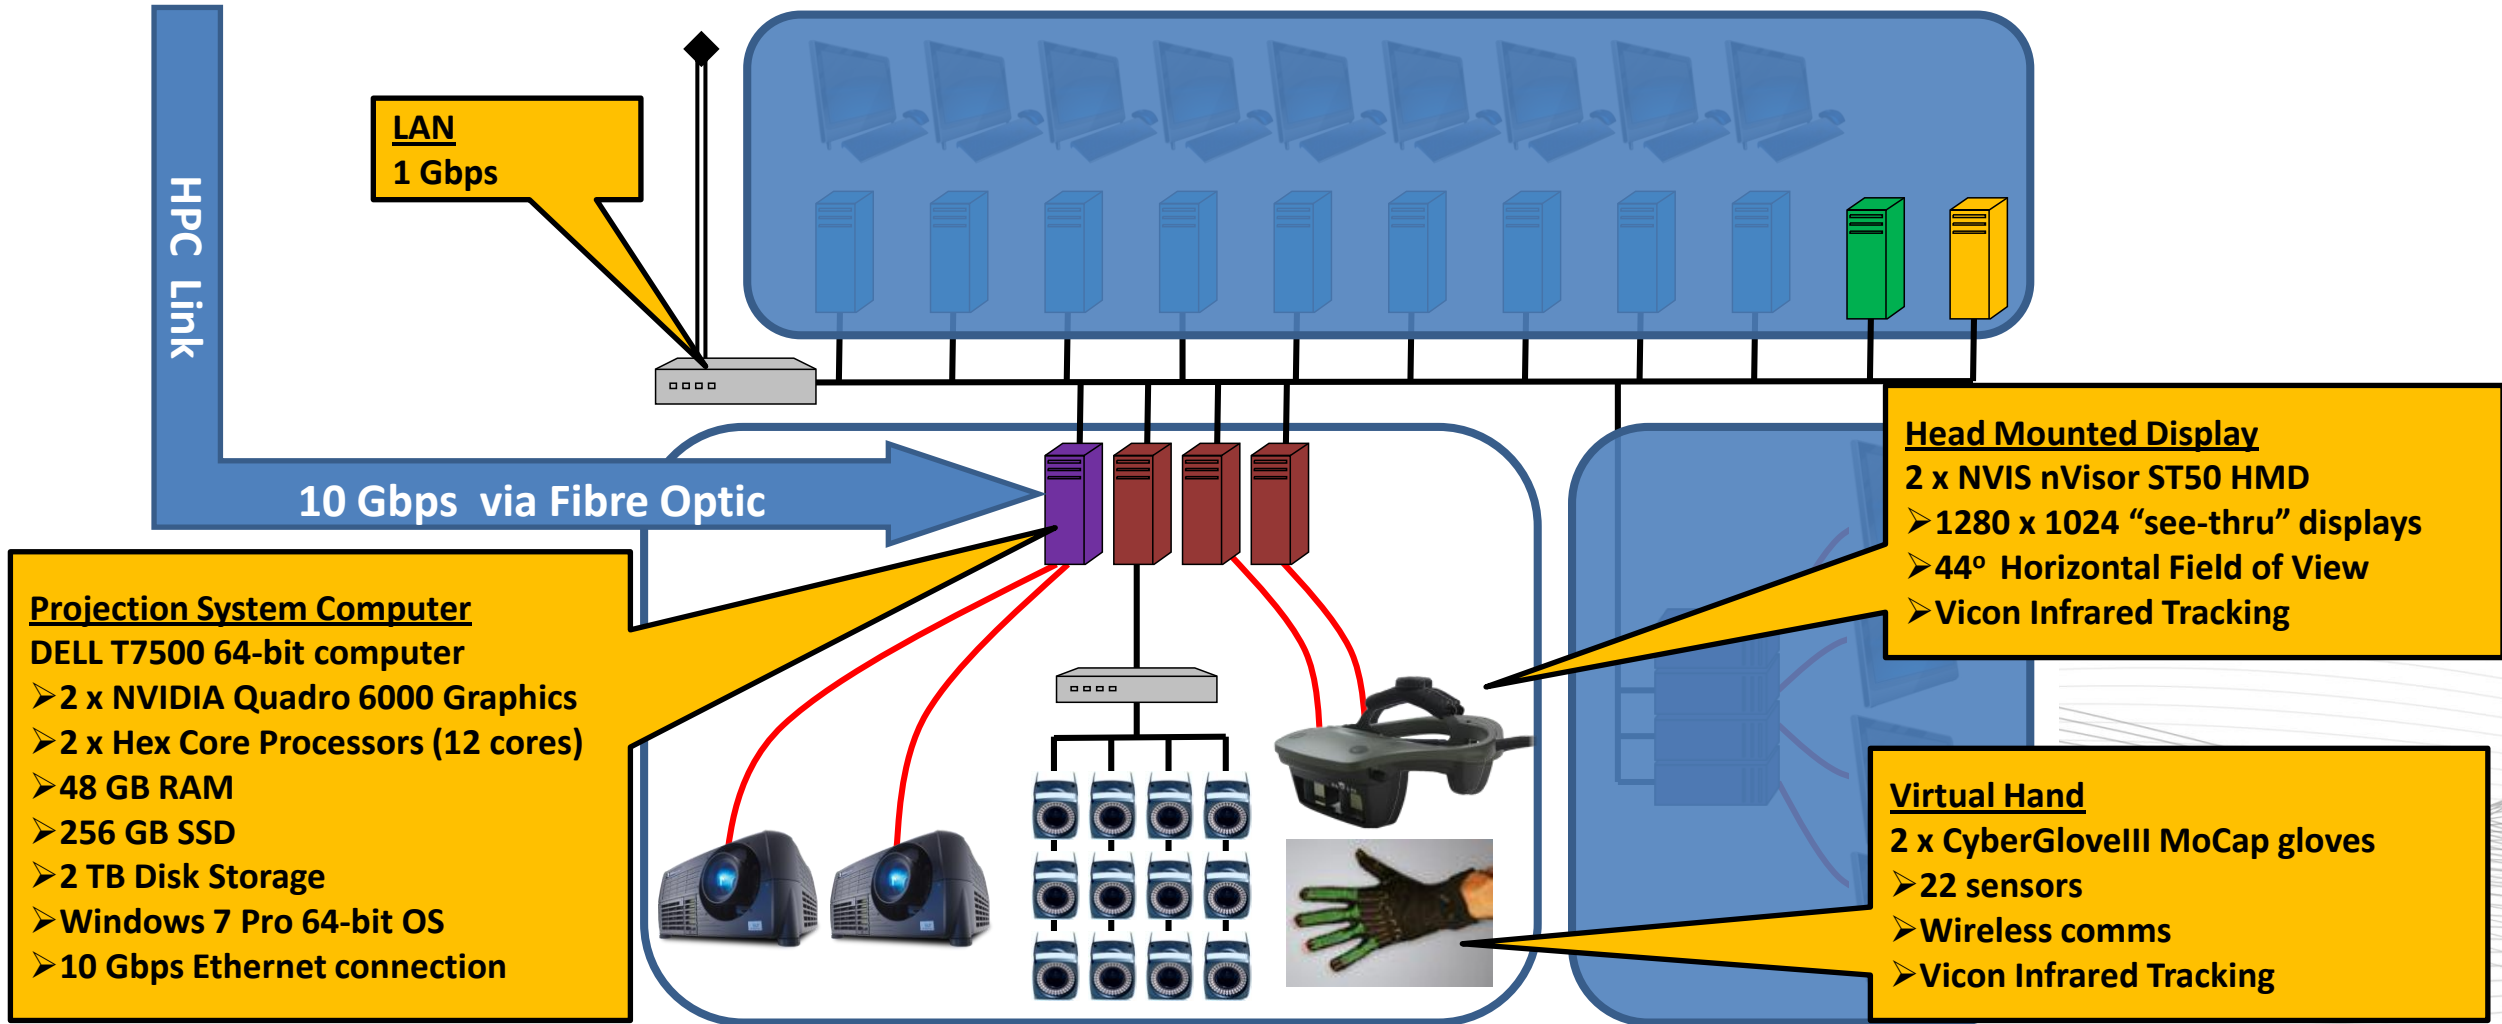 LAN
1 Gbps
HPC Link
10 Gbps via Fibre Optic
Projection System Computer
DELL T7500 64-bit computer
➢2 x NVIDIA Quadro 6000 Graphics
➢2 x Hex Core Processors (12 cores)
➢48 GB RAM
➢256 GB SSD
➢2 TB Disk Storage
➢Windows 7 Pro 64-bit OS
➢10 Gbps Ethernet connection
Head Mounted Display
2 x NVIS nVisor ST50 HMD
➢1280 x 1024 “see-thru” displays
➢44º Horizontal Field of View
➢Vicon Infrared Tracking
Virtual Hand
2 x CyberGloveIII MoCap gloves
➢22 sensors
➢Wireless comms
➢Vicon Infrared Tracking